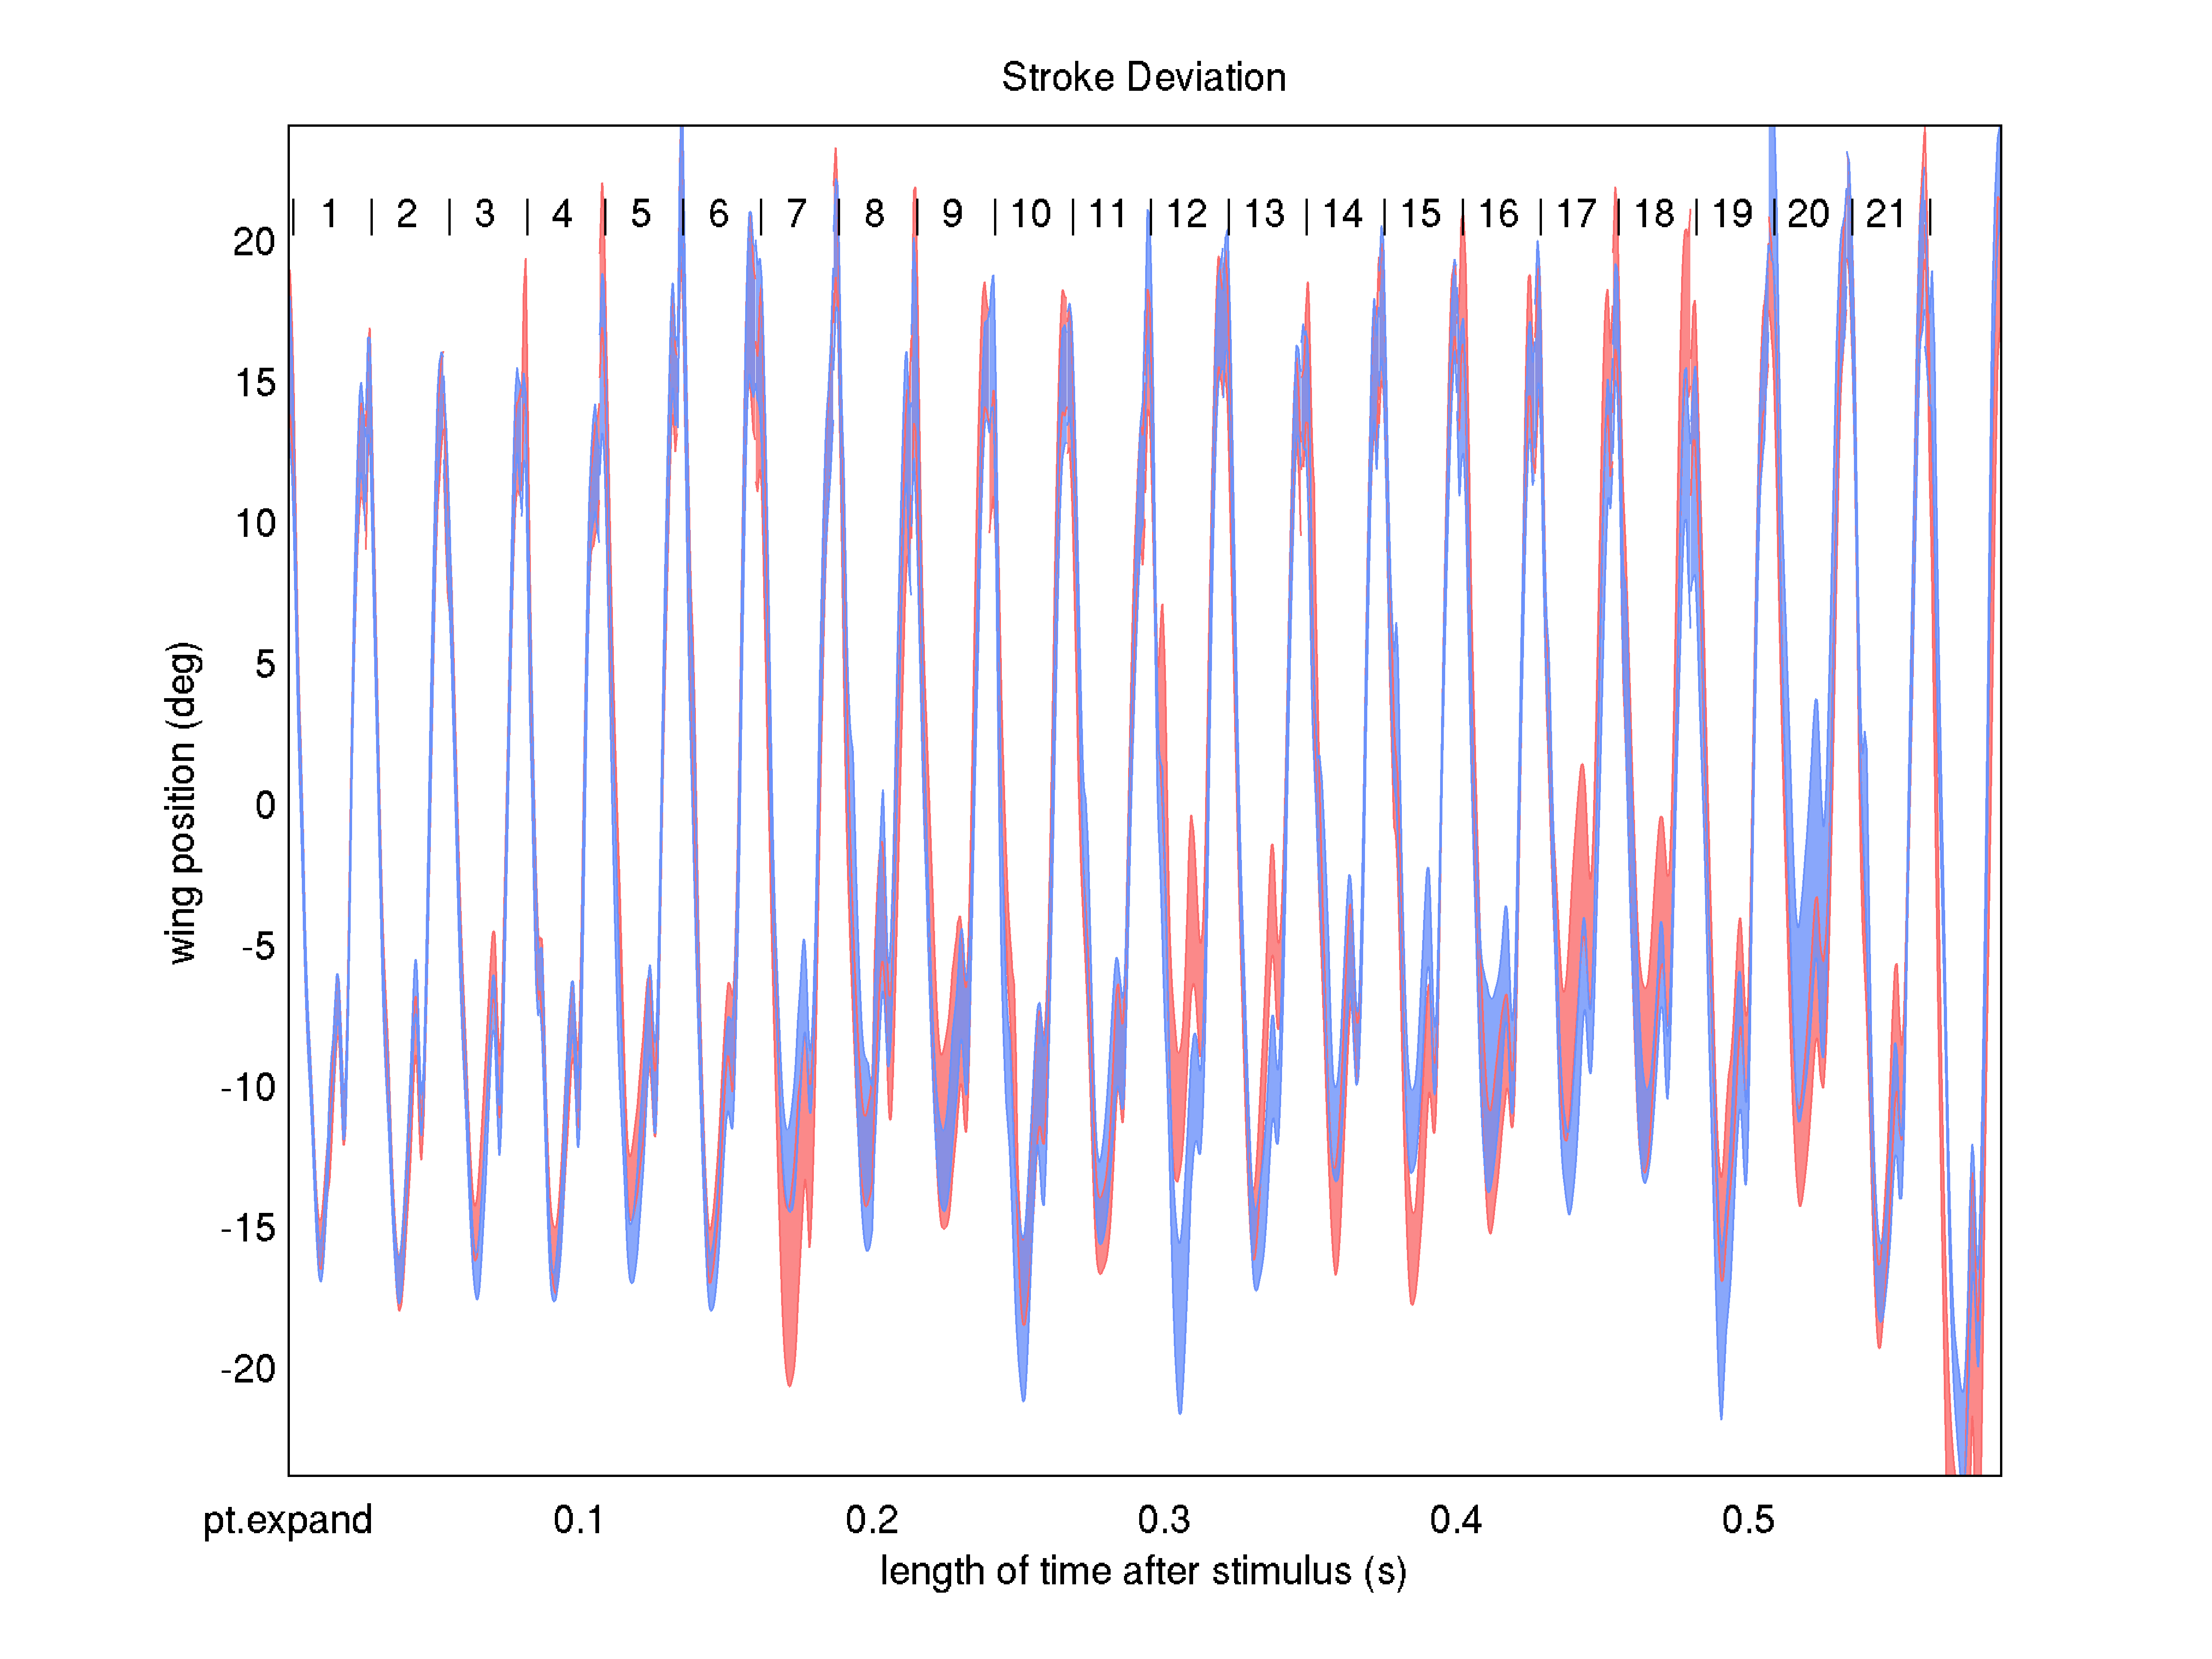 Stroke Deviation
| 1 | 2 | 3 | 4 | 5 | 6 | 7 | 8 | 9 | 10 | 11 | 12 | 13 | 14 | 15 | 16 | 17 | 18 | 19 | 20 | 21 |
20
15
10
5
0
-5
-10
-15
-20
wing position (deg)
pt.expand 0.1 0.2 0.3 0.4 0.5
length of time after stimulus (s)